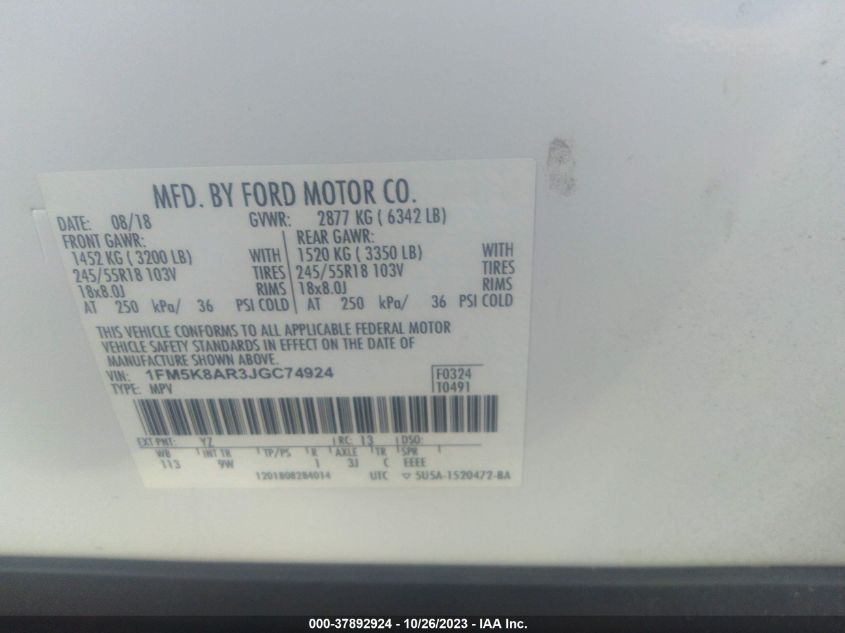 MFD. BY FORD MOTOR CO.
DATE: 08/18 GVWR: 2877 KG ( 6342 LB)
FRONT GAWR: REAR GAWR:
1452 KG ( 3200 LB) WITH 1520 KG ( 3350 LB) WITH
245/55R18 103V TIRES 245/55R18 103V TIRES
18x8.0J RIMS 18x8.0J RIMS
AT 250 kPa/ 36 PSI COLD AT 250 kPa/ 36 PSI COLD
THIS VEHICLE CONFORMS TO ALL APPLICABLE FEDERAL MOTOR
VEHICLE SAFETY STANDARDS IN EFFECT ON THE DATE OF
MANUFACTURE SHOWN ABOVE.
VIN: 1FM5K8AR3JGC74924 F0324
TYPE: MPV T0491
EXT PNT: YZ RC: 13 DSO:
WB INT TR TP/PS R AXLE TR SPR
113 9W 1 3J C EEEE
1201808284014 UTC ▽ 5U5A-1520472-BA
000-37892924 | 10/26/2023 - IAA Inc.